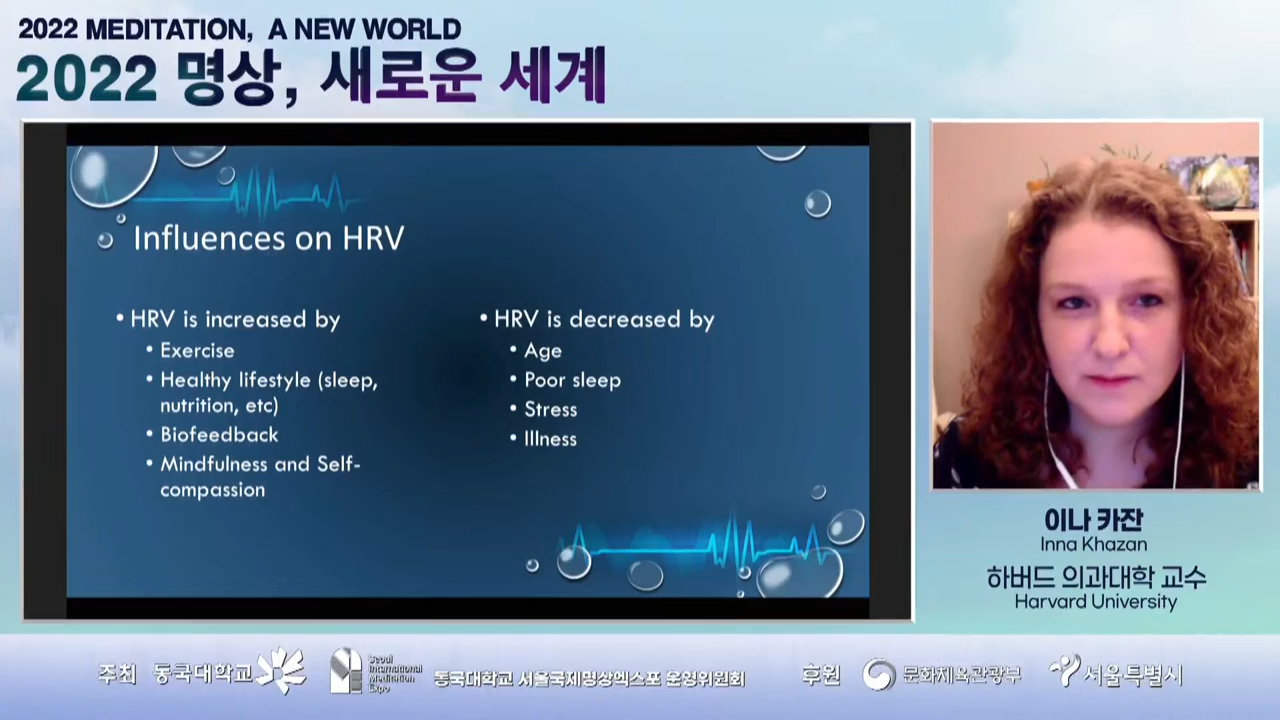 2022 MEDITATION, A NEW WORLD
2022 명상, 새로운 세계
Influences on HRV
• HRV is increased by
• Exercise
• Healthy lifestyle (sleep,
nutrition, etc)
• Biofeedback
• Mindfulness and Self-
compassion
• HRV is decreased by
• Age
• Poor sleep
• Stress
• Illness
이나 카잔
Inna Khazan
하버드 의과대학 교수
Harvard University
주최 동국대학교
Seoul
International
Meditation
Expo
동국대학교 서울국제명상엑스포 운영위원회
후원 문화체육관광부 서울특별시